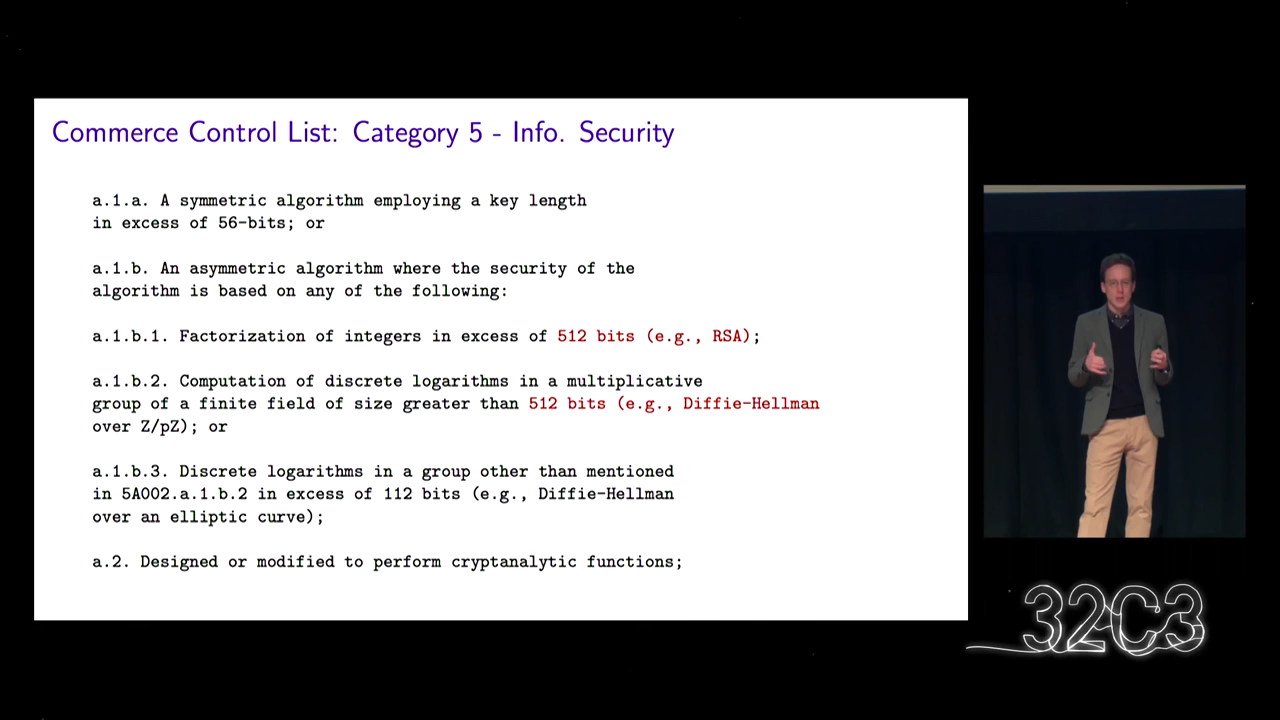 Commerce Control List: Category 5 - Info. Security
a.1.a. A symmetric algorithm employing a key length
in excess of 56-bits; or
a.1.b. An asymmetric algorithm where the security of the
algorithm is based on any of the following:
a.1.b.1. Factorization of integers in excess of 512 bits (e.g., RSA);
a.1.b.2. Computation of discrete logarithms in a multiplicative
group of a finite field of size greater than 512 bits (e.g., Diffie-Hellman
over Z/pZ); or
a.1.b.3. Discrete logarithms in a group other than mentioned
in 5A002.a.1.b.2 in excess of 112 bits (e.g., Diffie-Hellman
over an elliptic curve);
a.2. Designed or modified to perform cryptanalytic functions;
32C3